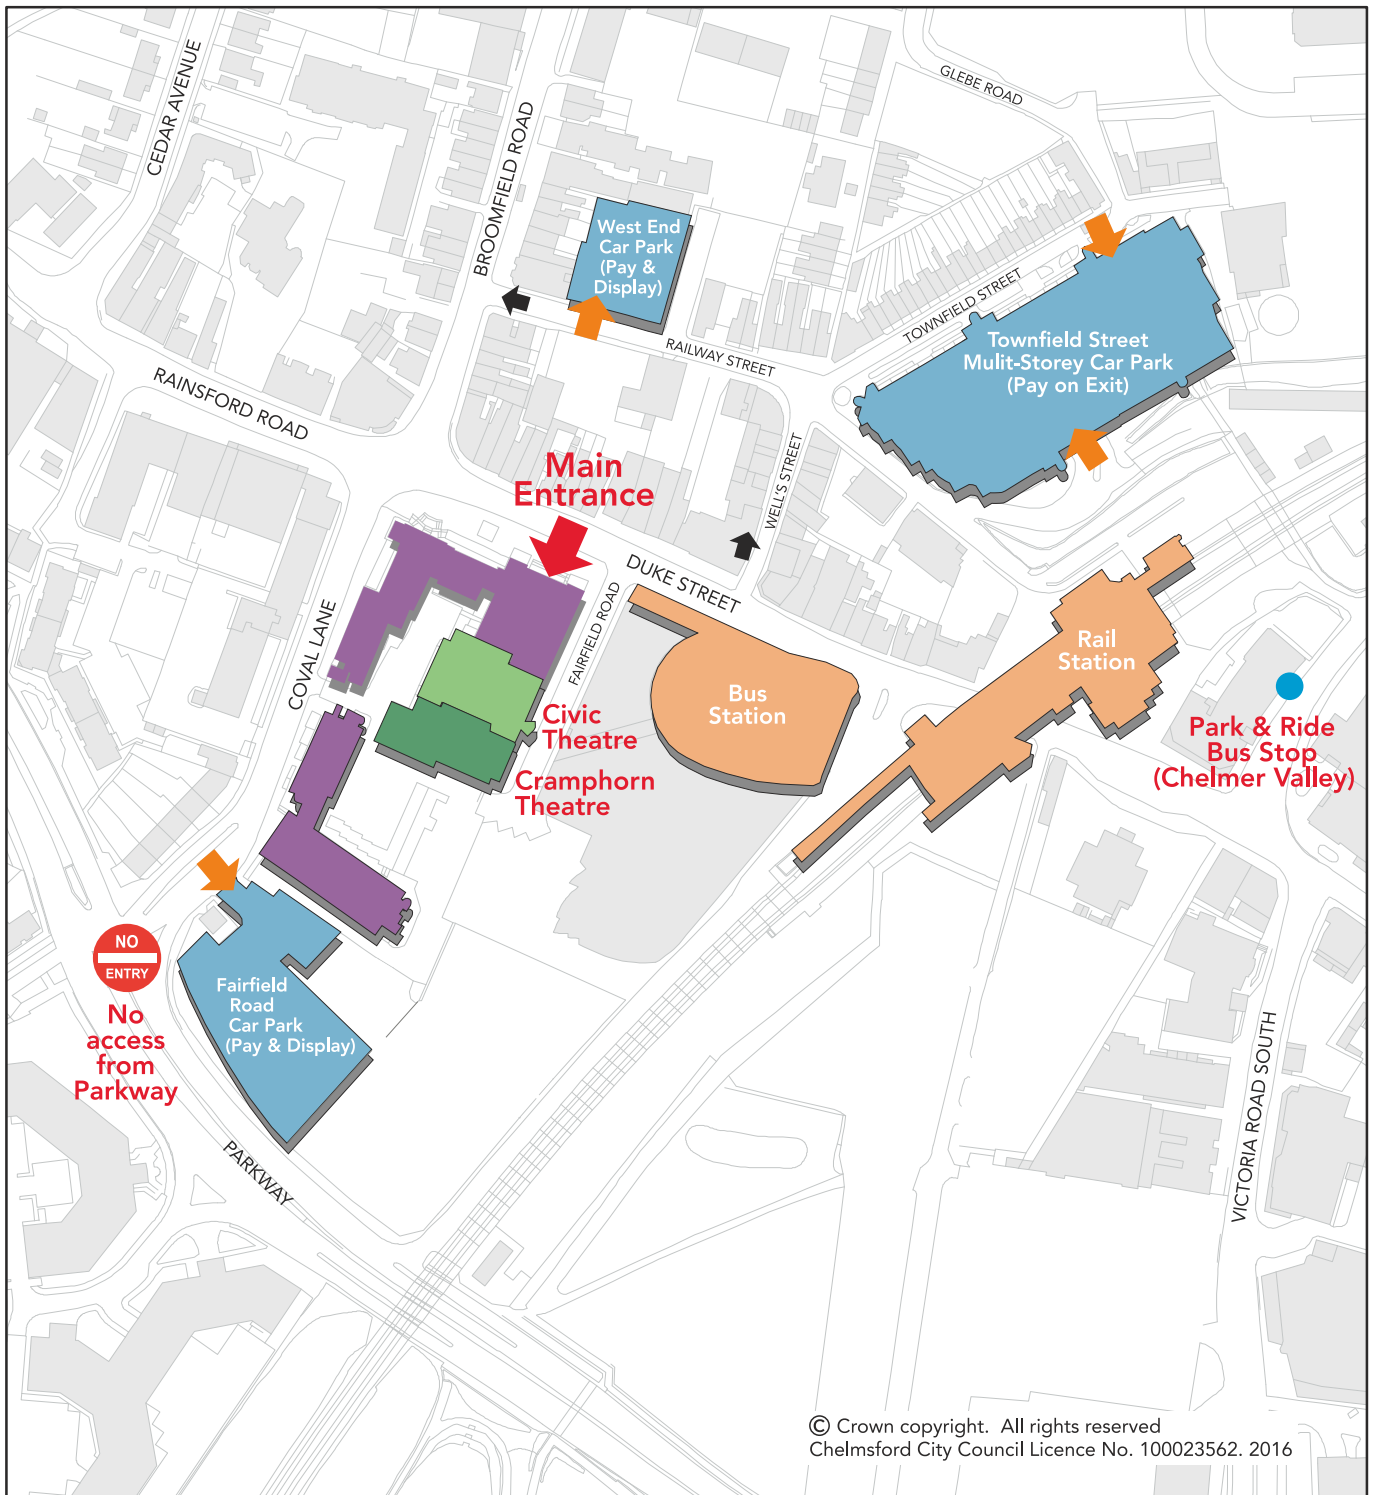 CEDAR AVENUE
BROOMFIELD ROAD
GLEBE ROAD
West End
Car Park
(Pay &
Display)
TOWNFIELD STREET
RAILWAY STREET
Townfield Street
Mulit-Storey Car Park
(Pay on Exit)
RAINSFORD ROAD
Main
Entrance
WELL'S STREET
DUKE STREET
FAIRFIELD ROAD
COVAL LANE
Rail
Station
Bus
Station
Civic
Theatre
Cramphorn
Theatre
Park & Ride
Bus Stop
(Chelmer Valley)
NO
ENTRY
No
access
from
Parkway
Fairfield
Road
Car Park
(Pay & Display)
PARKWAY
VICTORIA ROAD SOUTH
© Crown copyright. All rights reserved
Chelmsford City Council Licence No. 100023562. 2016